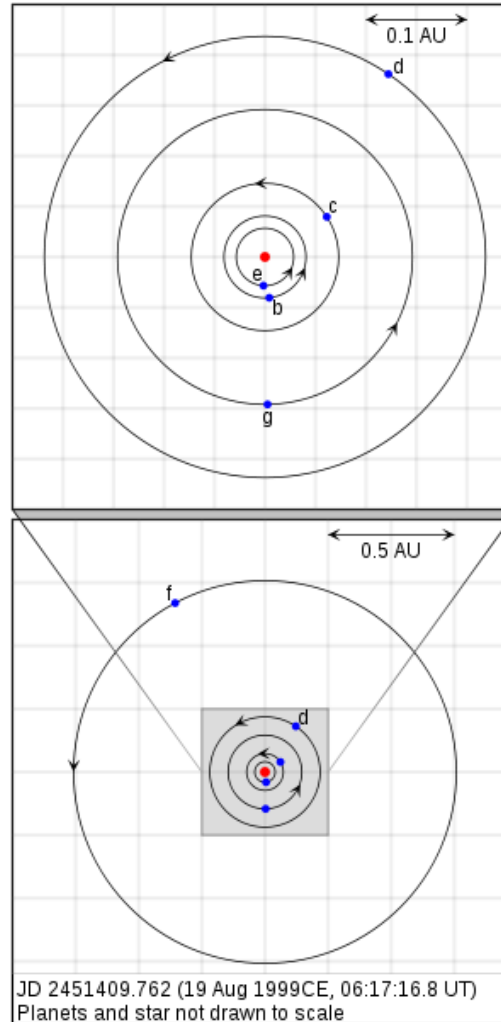 0.1 AU
d
c
e
b
g
0.5 AU
f
d
JD 2451409.762 (19 Aug 1999CE, 06:17:16.8 UT)
Planets and star not drawn to scale